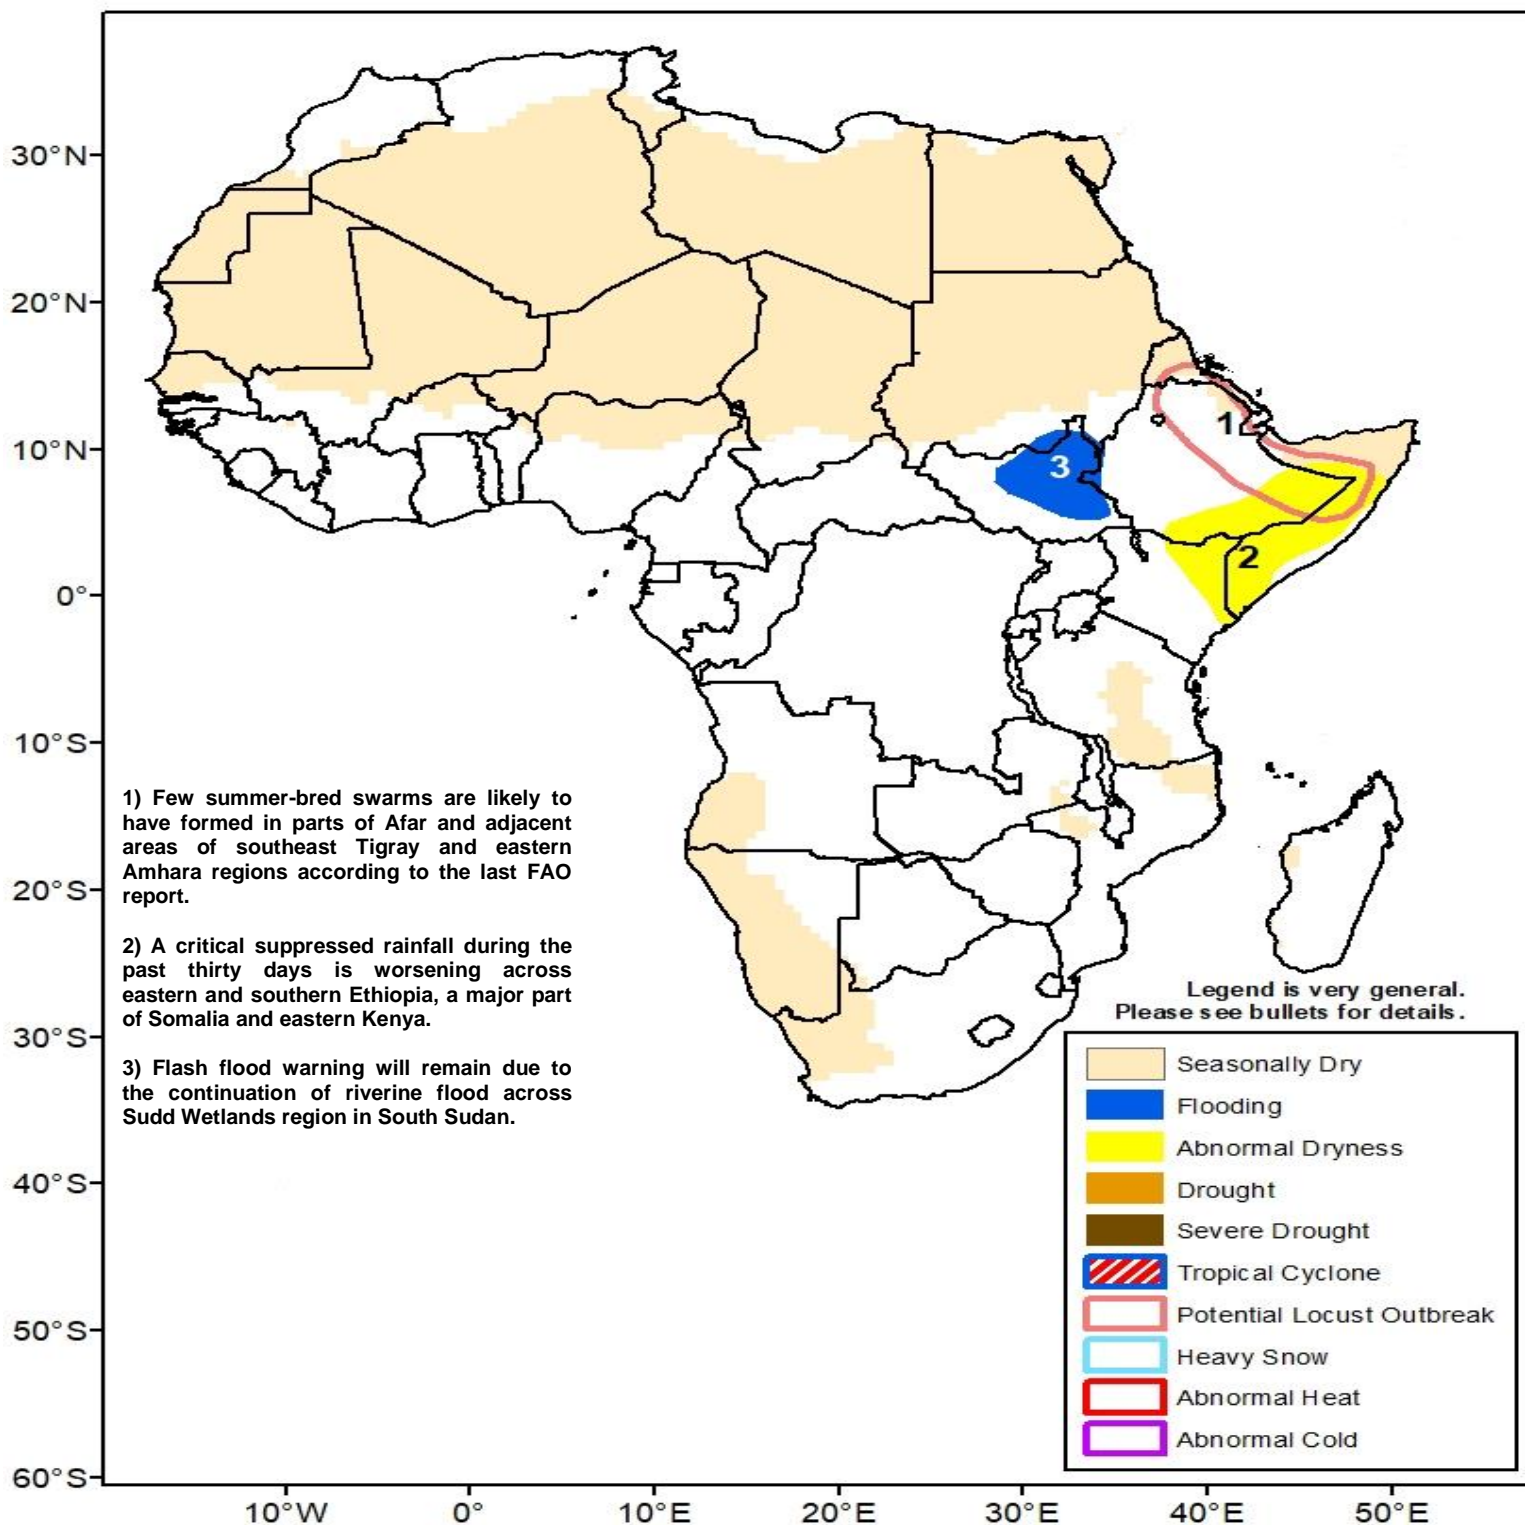 30°N
20°N
10°N
0°
10°S
20°S
30°S
40°S
50°S
60°S
1
3
2
1) Few summer-bred swarms are likely to
have formed in parts of Afar and adjacent
areas of southeast Tigray and eastern
Amhara regions according to the last FAO
report.
2) A critical suppressed rainfall during the
past thirty days is worsening across
eastern and southern Ethiopia, a major part
of Somalia and eastern Kenya.
3) Flash flood warning will remain due to
the continuation of riverine flood across
Sudd Wetlands region in South Sudan.
Legend is very general.
Please see bullets for details.
Seasonally Dry
Flooding
Abnormal Dryness
Drought
Severe Drought
Tropical Cyclone
Potential Locust Outbreak
Heavy Snow
Abnormal Heat
Abnormal Cold
10°W
0°
10°E
20°E
30°E
40°E
50°E